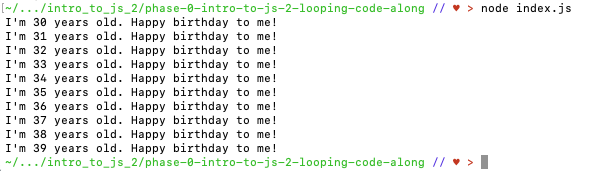 [~/.../intro_to_js_2/phase-0-intro-to-js-2-looping-code-along // ♥ > node index.js
I'm 30 years old. Happy birthday to me!
I'm 31 years old. Happy birthday to me!
I'm 32 years old. Happy birthday to me!
I'm 33 years old. Happy birthday to me!
I'm 34 years old. Happy birthday to me!
I'm 35 years old. Happy birthday to me!
I'm 36 years old. Happy birthday to me!
I'm 37 years old. Happy birthday to me!
I'm 38 years old. Happy birthday to me!
I'm 39 years old. Happy birthday to me!
~/.../intro_to_js_2/phase-0-intro-to-js-2-looping-code-along // ♥ >